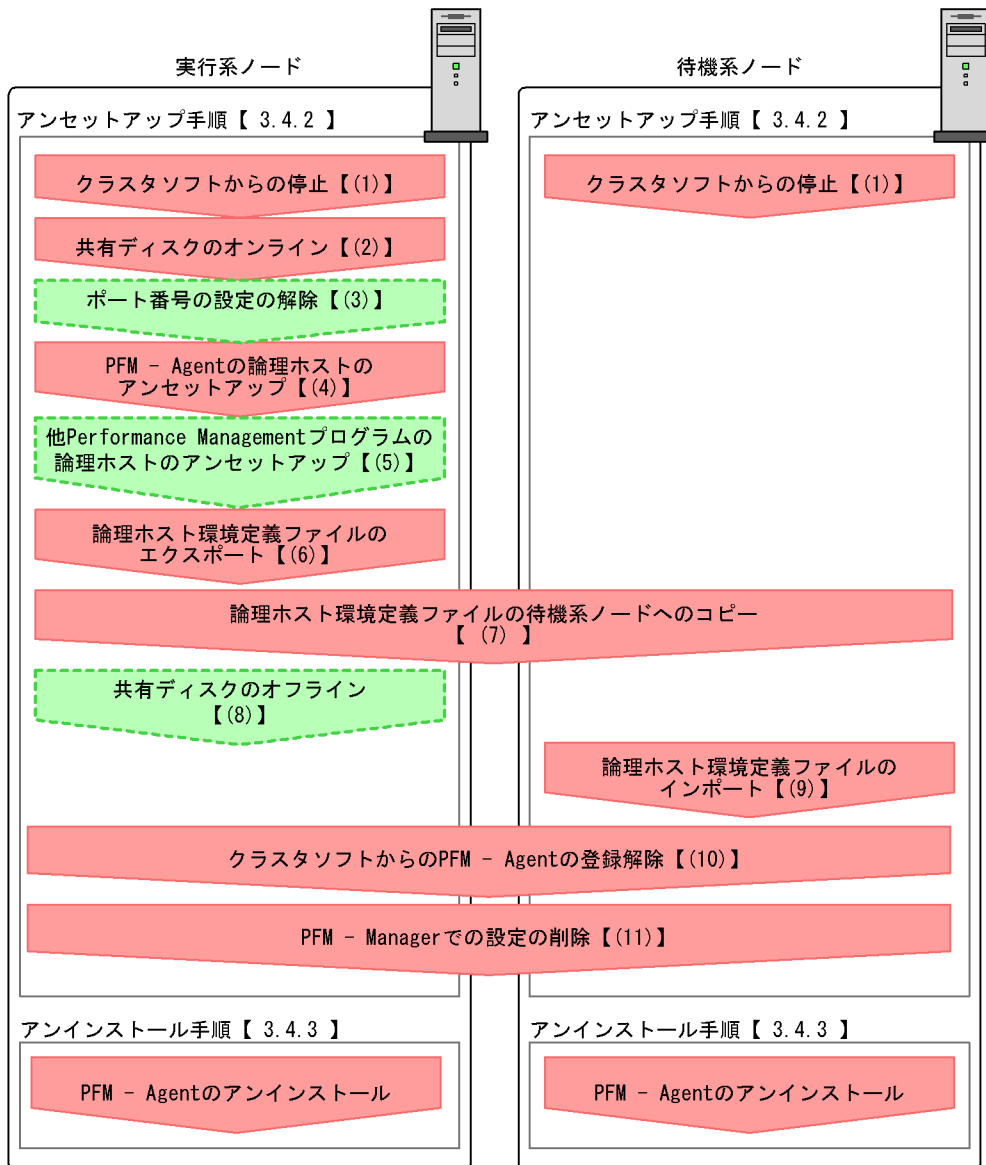 実行系ノード
待機系ノード
アンセットアップ手順【 3.4.2 】
アンセットアップ手順【 3.4.2 】
クラスタソフトからの停止【(1)】
クラスタソフトからの停止【(1)】
共有ディスクのオンライン【(2)】
ポート番号の設定の解除【(3)】
PFM - Agentの論理ホストの
アンセットアップ【(4)】
他Performance Managementプログラムの
論理ホストのアンセットアップ【(5)】
論理ホスト環境定義ファイルの
エクスポート【(6)】
論理ホスト環境定義ファイルの待機系ノードへのコピー
【 (7) 】
共有ディスクのオフライン
【(8)】
論理ホスト環境定義ファイルの
インポート【(9)】
クラスタソフトからのPFM - Agentの登録解除【(10)】
PFM - Managerでの設定の削除【(11)】
アンインストール手順【 3.4.3 】
アンインストール手順【 3.4.3 】
PFM - Agentのアンインストール
PFM - Agentのアンインストール